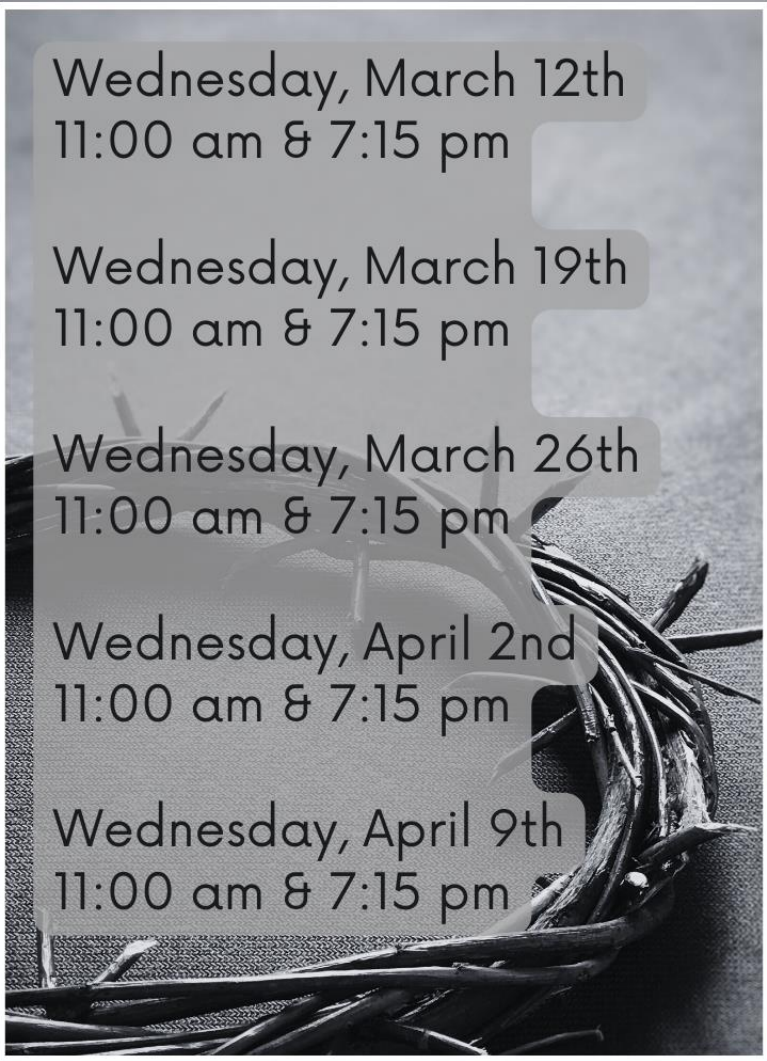 Wednesday, March 12th
11:00 am & 7:15 pm
Wednesday, March 19th
11:00 am & 7:15 pm
Wednesday, March 26th
11:00 am & 7:15 pm
Wednesday, April 2nd
11:00 am & 7:15 pm
Wednesday, April 9th
11:00 am & 7:15 pm